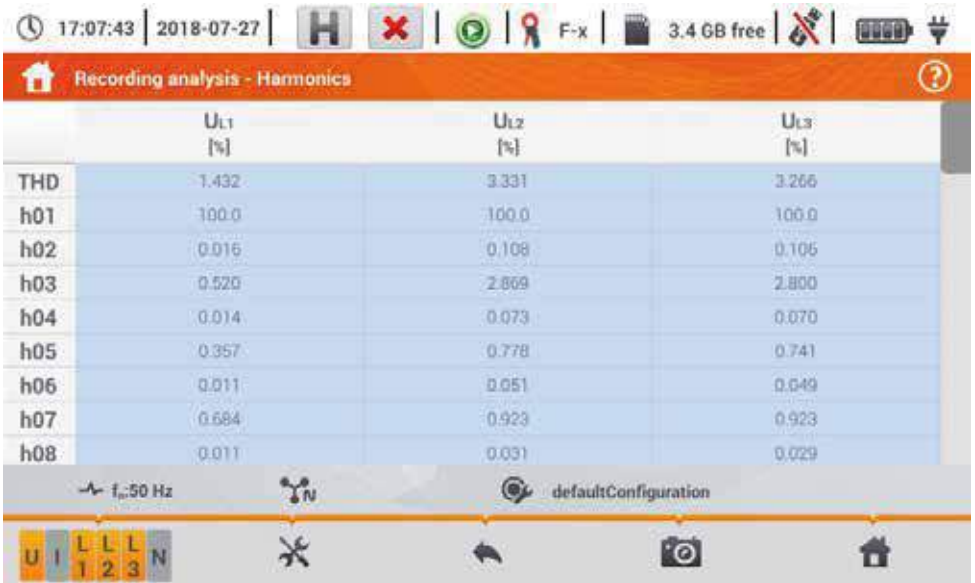 17:07:43 2018-07-27 H F-x 3.4 GB free
Recording analysis - Harmonics ?
UL1 UL2 UL3
[%] [%] [%]
THD 1.432 3.331 3.266
h01 100.0 100.0 100.0
h02 0.016 0.108 0.106
h03 0.520 2.869 2.800
h04 0.014 0.073 0.070
h05 0.357 0.778 0.741
h06 0.011 0.051 0.049
h07 0.684 0.923 0.923
h08 0.011 0.031 0.029
fn:50 Hz N defaultConfiguration
U I L1 L2 L3 N